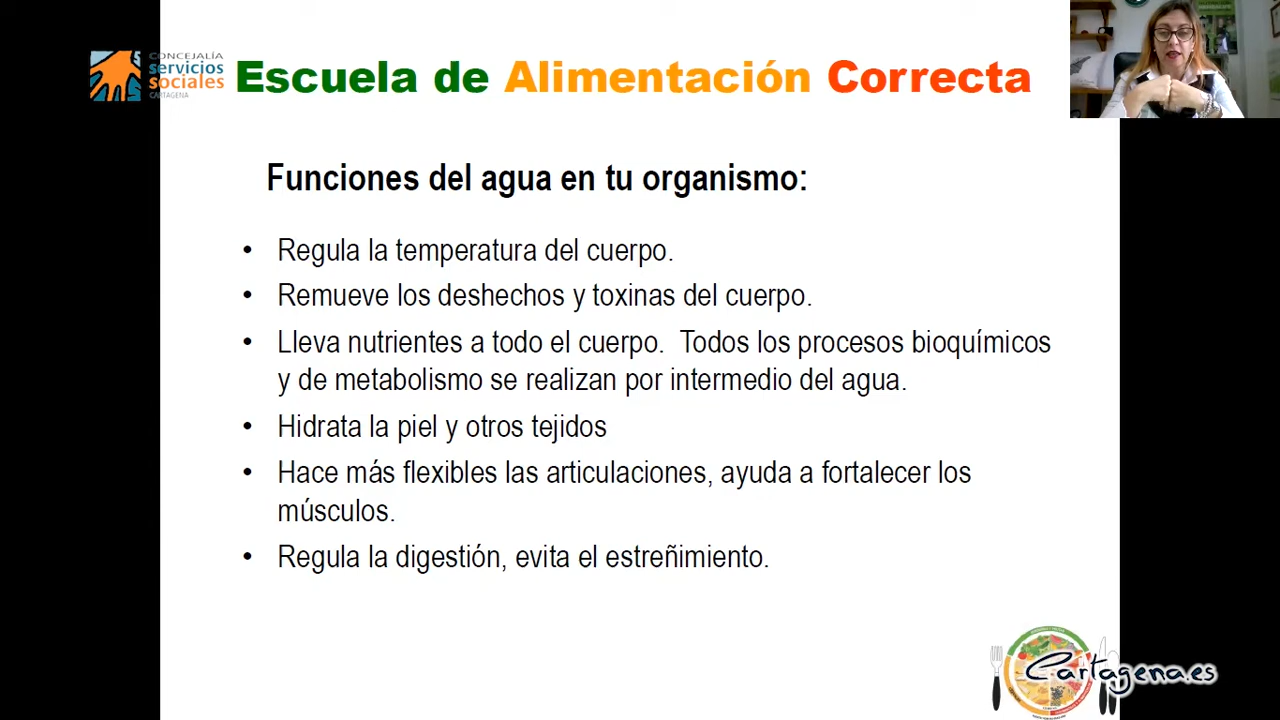 CONCEJALÍA
servicios
sociales
CARTAGENA
Escuela de Alimentación Correcta
Funciones del agua en tu organismo:
• Regula la temperatura del cuerpo.
• Remueve los deshechos y toxinas del cuerpo.
• Lleva nutrientes a todo el cuerpo. Todos los procesos bioquímicos
y de metabolismo se realizan por intermedio del agua.
• Hidrata la piel y otros tejidos
• Hace más flexibles las articulaciones, ayuda a fortalecer los
músculos.
• Regula la digestión, evita el estreñimiento.
Cartagena.es